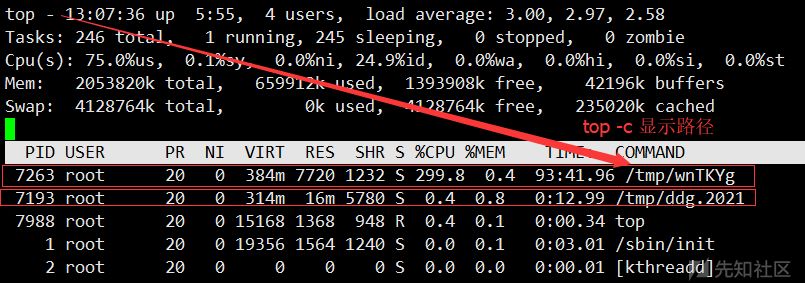 top - 13:07:36 up  5:55,  4 users,  load average: 3.00, 2.97, 2.58
Tasks: 246 total,   1 running, 245 sleeping,   0 stopped,   0 zombie
Cpu(s): 75.0%us,  0.1%sy,  0.0%ni, 24.9%id,  0.0%wa,  0.0%hi,  0.0%si,  0.0%st
Mem:   2053820k total,   659912k used,  1393908k free,    42196k buffers
Swap:  4128764k total,        0k used,  4128764k free,   235020k cached
top -c 显示路径
PID USER      PR  NI  VIRT  RES  SHR S %CPU %MEM    TIME  COMMAND
7263 root      20   0  384m 7720 1232 S 299.8  0.4  93:41.96 /tmp/wnTKYg
7193 root      20   0  314m  16m 5780 S  0.4  0.8   0:12.99 /tmp/ddg.2021
7988 root      20   0 15168 1368  948 R  0.4  0.1   0:00.34 top
1 root      20   0 19356 1564 1240 S  0.0  0.1   0:03.01 /sbin/init
2 root      20   0     0    0    0 S  0.0  0.0   0:00.01 [kthreadd]
先知社区